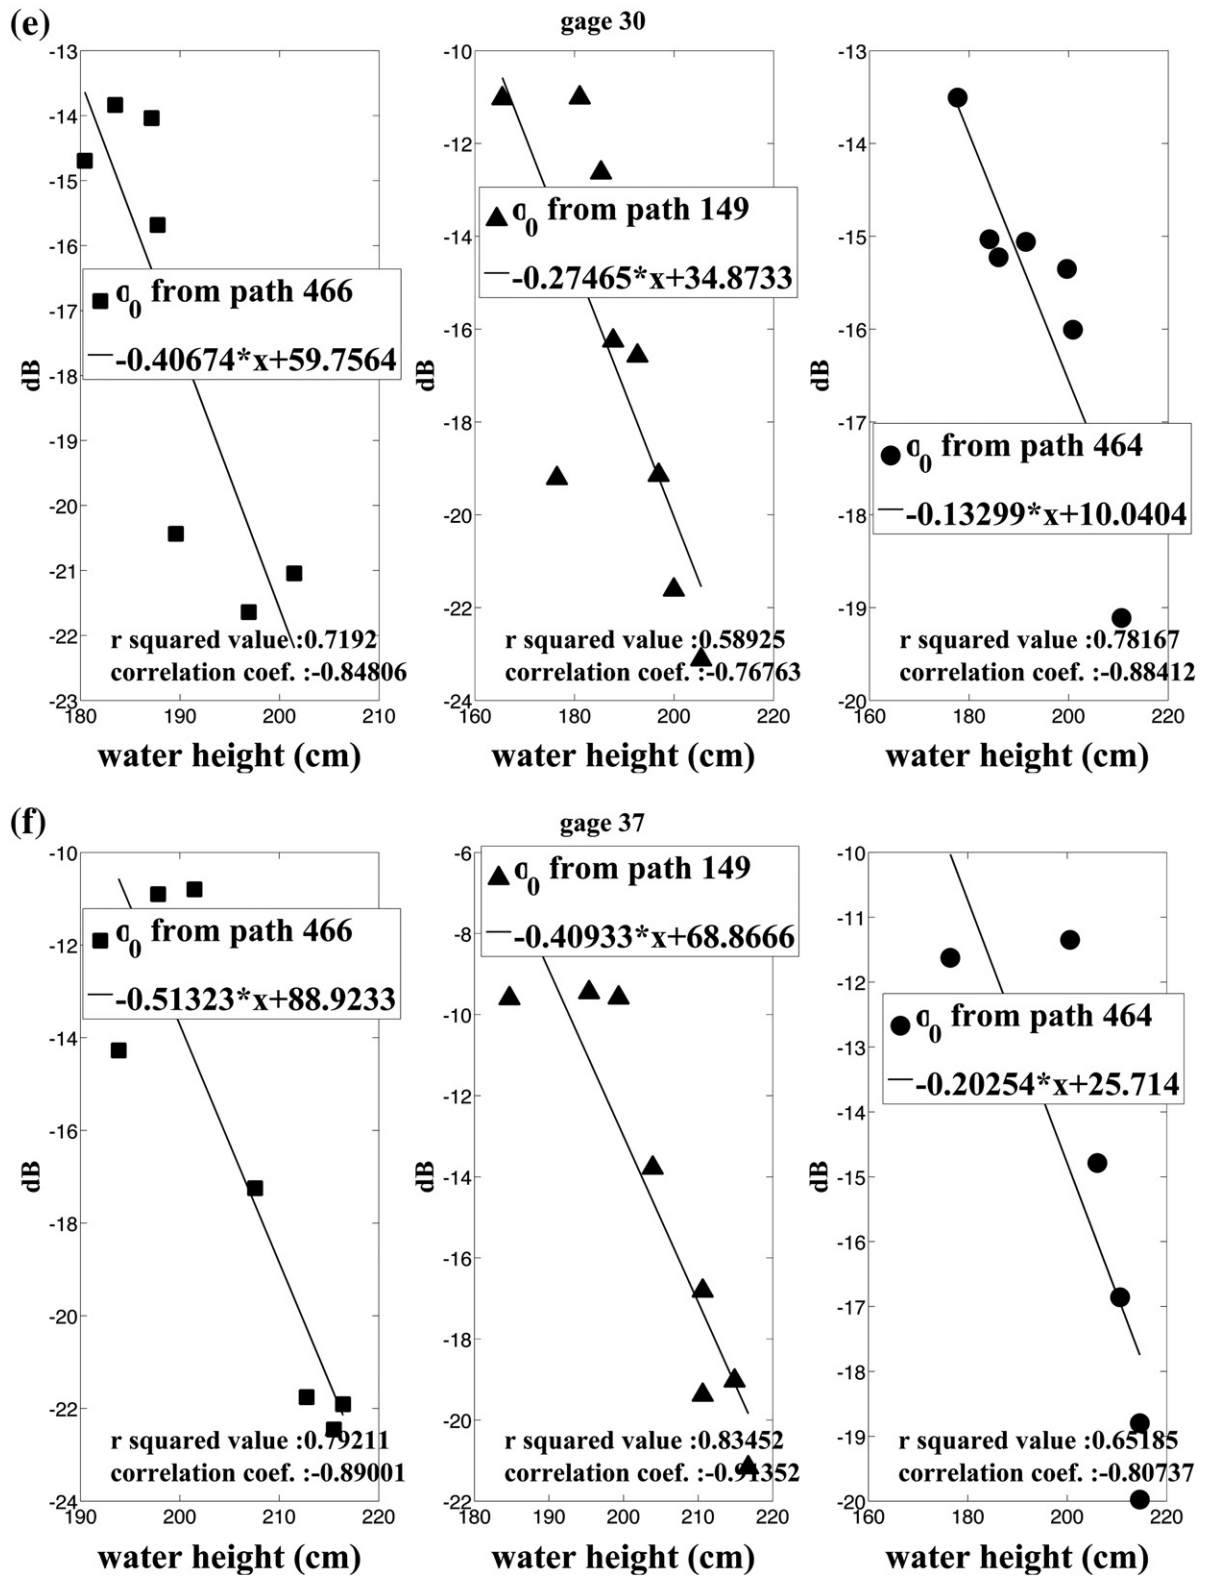 (e)
gage 30
-13
-14
-15
-16
-17
-18
-19
-20
-21
-22
-23
dB
180
190
200
210
water height (cm)
σ0 from path 466
-0.40674*x+59.7564
r squared value :0.7192
correlation coef. :-0.84806
-10
-12
-14
-16
-18
-20
-22
-24
dB
160
180
200
220
water height (cm)
σ0 from path 149
-0.27465*x+34.8733
r squared value :0.58925
correlation coef. :-0.76763
-13
-14
-15
-16
-17
-18
-19
-20
dB
160
180
200
220
water height (cm)
σ0 from path 464
-0.13299*x+10.0404
r squared value :0.78167
correlation coef. :-0.88412
(f)
gage 37
-10
-12
-14
-16
-18
-20
-22
-24
dB
190
200
210
220
water height (cm)
σ0 from path 466
-0.51323*x+88.9233
r squared value :0.79211
correlation coef. :-0.89001
-6
-8
-10
-12
-14
-16
-18
-20
-22
dB
180
190
200
210
220
water height (cm)
σ0 from path 149
-0.40933*x+68.8666
r squared value :0.83452
correlation coef. :-0.91352
-10
-11
-12
-13
-14
-15
-16
-17
-18
-19
-20
dB
160
180
200
220
water height (cm)
σ0 from path 464
-0.20254*x+25.714
r squared value :0.65185
correlation coef. :-0.80737